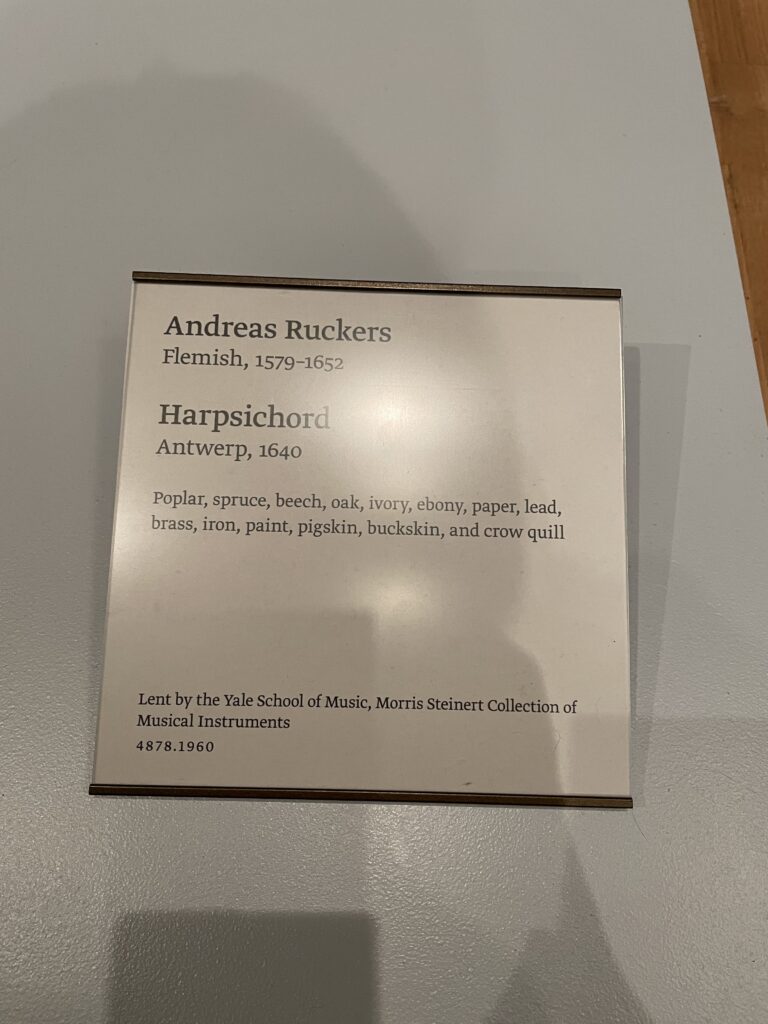 Andreas Ruckers
Flemish, 1579–1652
Harpsichord
Antwerp, 1640
Poplar, spruce, beech, oak, ivory, ebony, paper, lead,
brass, iron, paint, pigskin, buckskin, and crow quill
Lent by the Yale School of Music, Morris Steinert Collection of
Musical Instruments
4878.1960